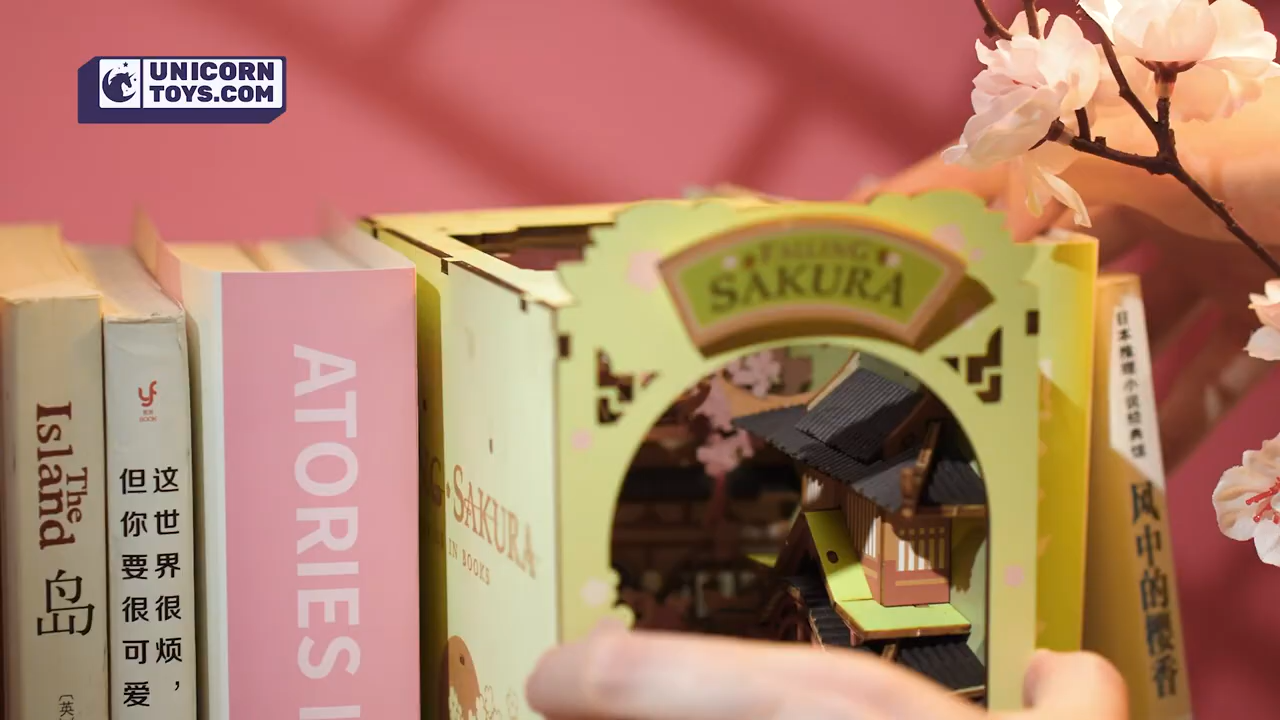 UNICORN
TOYS.COM
FALLING
SAKURA
The
Island
岛
〔英
这世界很烦，
但你要很可爱
ATORIES I
G·SAKURA
IN BOOKS
日本推理小说经典馆
风中的樱香